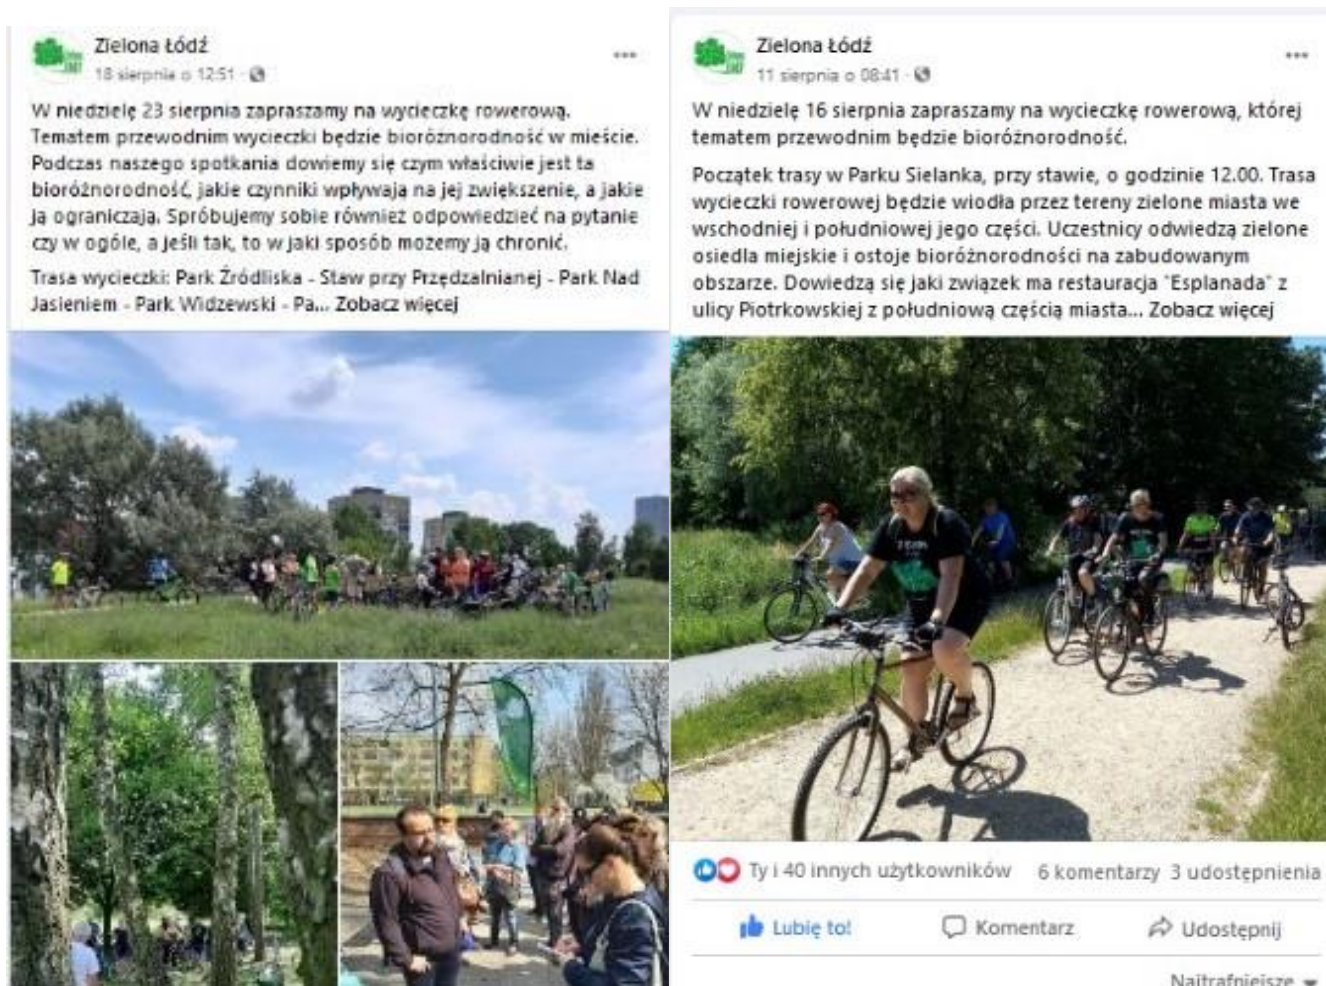 Zielona Łódź
18 sierpnia o 12:51
W niedzielę 23 sierpnia zapraszamy na wycieczkę rowerową.
Tematem przewodnim wycieczki będzie bioróżnorodność w mieście.
Podczas naszego spotkania dowiemy się czym właściwie jest ta
bioróżnorodność, jakie czynniki wpływają na jej zwiększenie, a jakie
ją ograniczają. Spróbujemy sobie również odpowiedzieć na pytanie
czy w ogóle, a jeśli tak, to w jaki sposób możemy ją chronić.
Trasa wycieczki: Park Źródliska - Staw przy Przędzalnianej - Park Nad
Jasieniem - Park Widzewski - Pa... Zobacz więcej
Zielona Łódź
11 sierpnia o 08:41
W niedzielę 16 sierpnia zapraszamy na wycieczkę rowerową, której
tematem przewodnim będzie bioróżnorodność.
Początek trasy w Parku Sielanka, przy stawie, o godzinie 12.00. Trasa
wycieczki rowerowej będzie wiodła przez tereny zielone miasta we
wschodniej i południowej jego części. Uczestnicy odwiedzą zielone
osiedla miejskie i ostoje bioróżnorodności na zabudowanym
obszarze. Dowiedzą się jaki związek ma restauracja "Esplanada" z
ulicy Piotrkowskiej z południową częścią miasta... Zobacz więcej
Ty i 40 innych użytkowników 6 komentarzy 3 udostępnienia
Lubię to! Komentarz Udostępnij
Najtrafniejsze